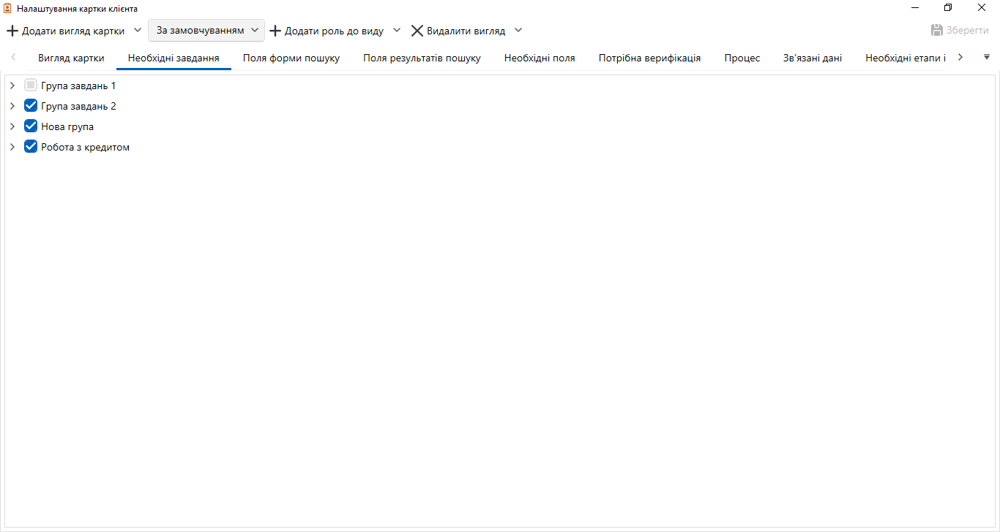 Налаштування картки клієнта
Додати вигляд картки За замовчуванням Додати роль до виду Видалити вигляд Зберегти
Вигляд картки Необхідні завдання Поля форми пошуку Поля результатів пошуку Необхідні поля Потрібна верифікація Процес Зв'язані дані Необхідні етапи і
Група завдань 1
Група завдань 2
Нова група
Робота з кредитом